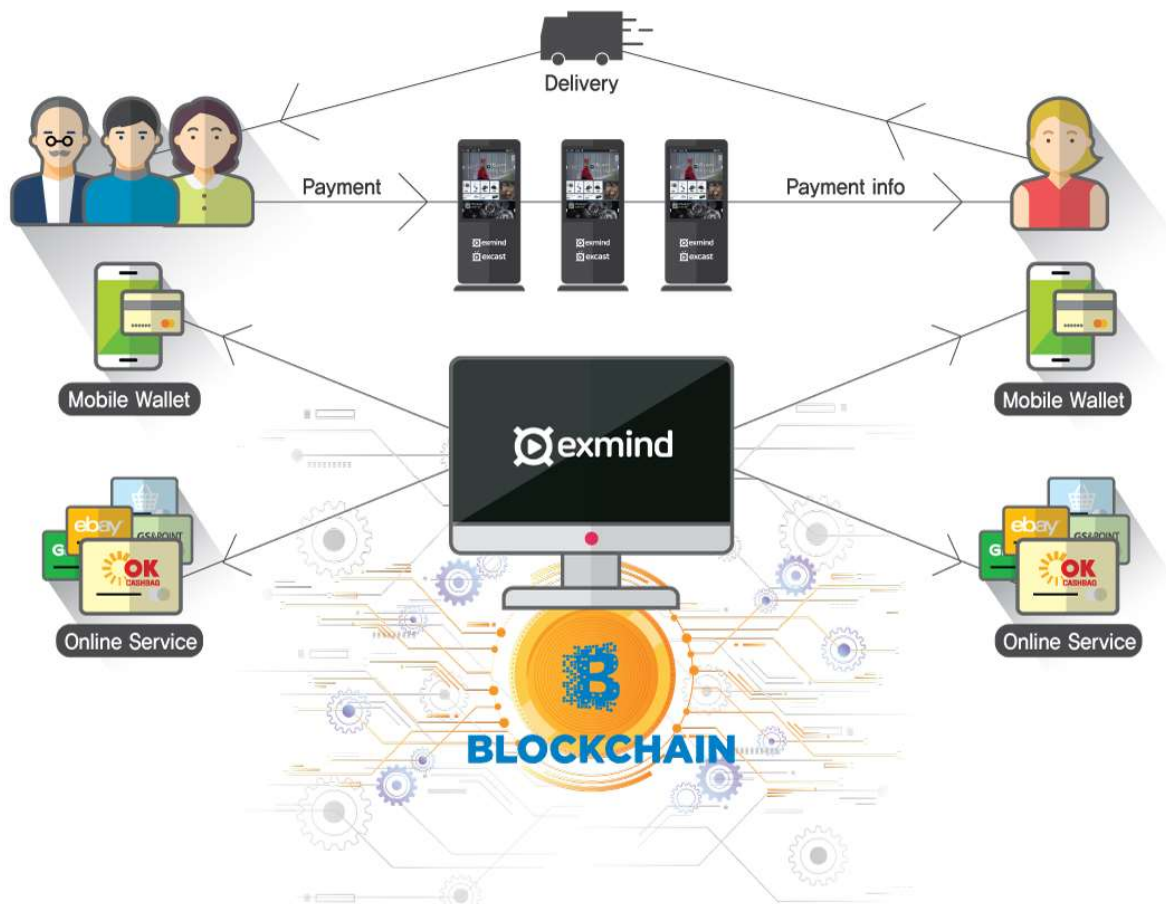 Delivery
Payment
Payment info
exmind
excast
exmind
excast
exmind
excast
Mobile Wallet
Mobile Wallet
exmind
ebay
GS&POINT
G
OK
CASHBAG
Online Service
ebay
GS&POINT
G
OK
CASHBAG
Online Service
B
BLOCKCHAIN